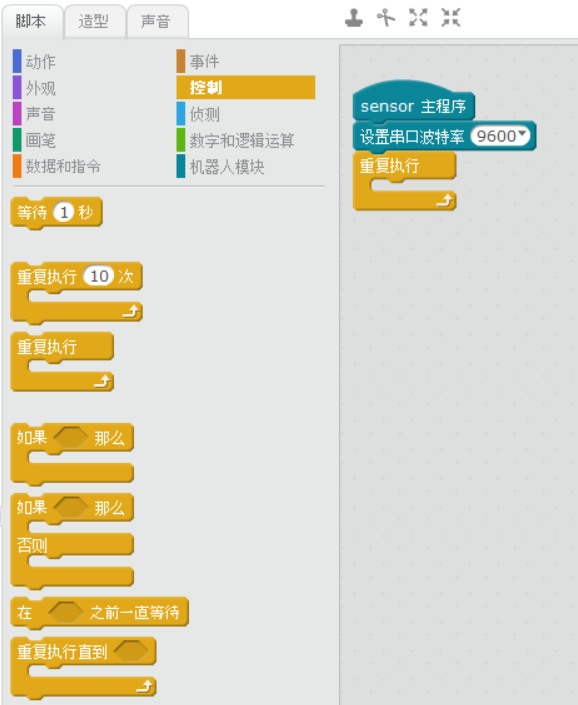 脚本 造型 声音
动作 事件
外观 控制
声音 侦测
画笔 数字和逻辑运算
数据和指令 机器人模块
等待 1 秒
重复执行 10 次
重复执行
如果 那么
如果 那么
否则
在 之前一直等待
重复执行直到
sensor 主程序
设置串口波特率 9600
重复执行